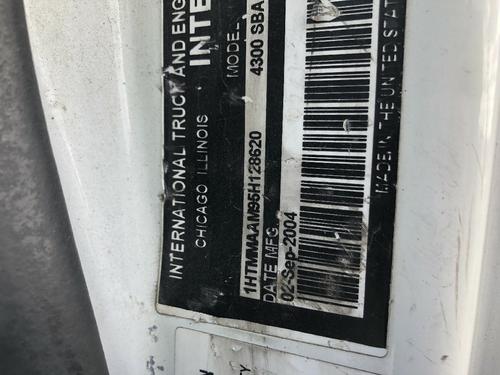 INTERNATIONAL TRUCK AND ENG
CHICAGO ILLINOIS INTE
MODEL
4300 SBA
1HTMMAAM95H128620
DATE MFG
02-Sep-2004
MADE IN THE UNITED STAT